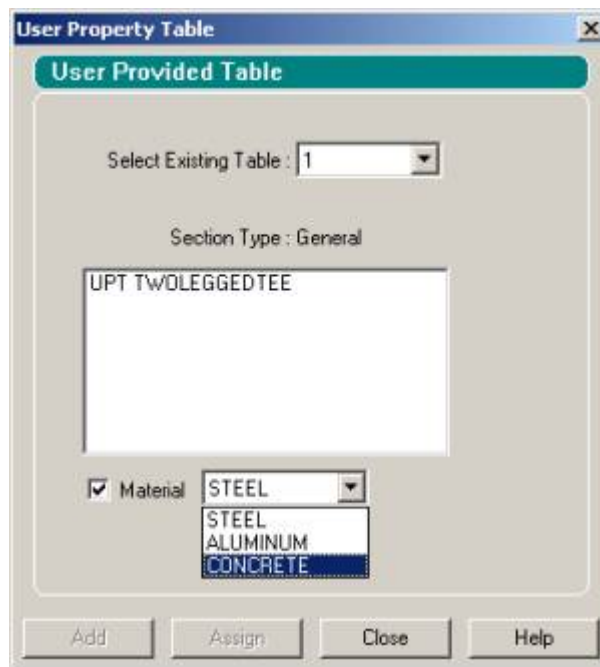 User Property Table
User Provided Table
Select Existing Table : 1
Section Type : General
UPT TWOLEGGEDTEE
Material STEEL
STEEL
ALUMINUM
CONCRETE
Add Assign Close Help